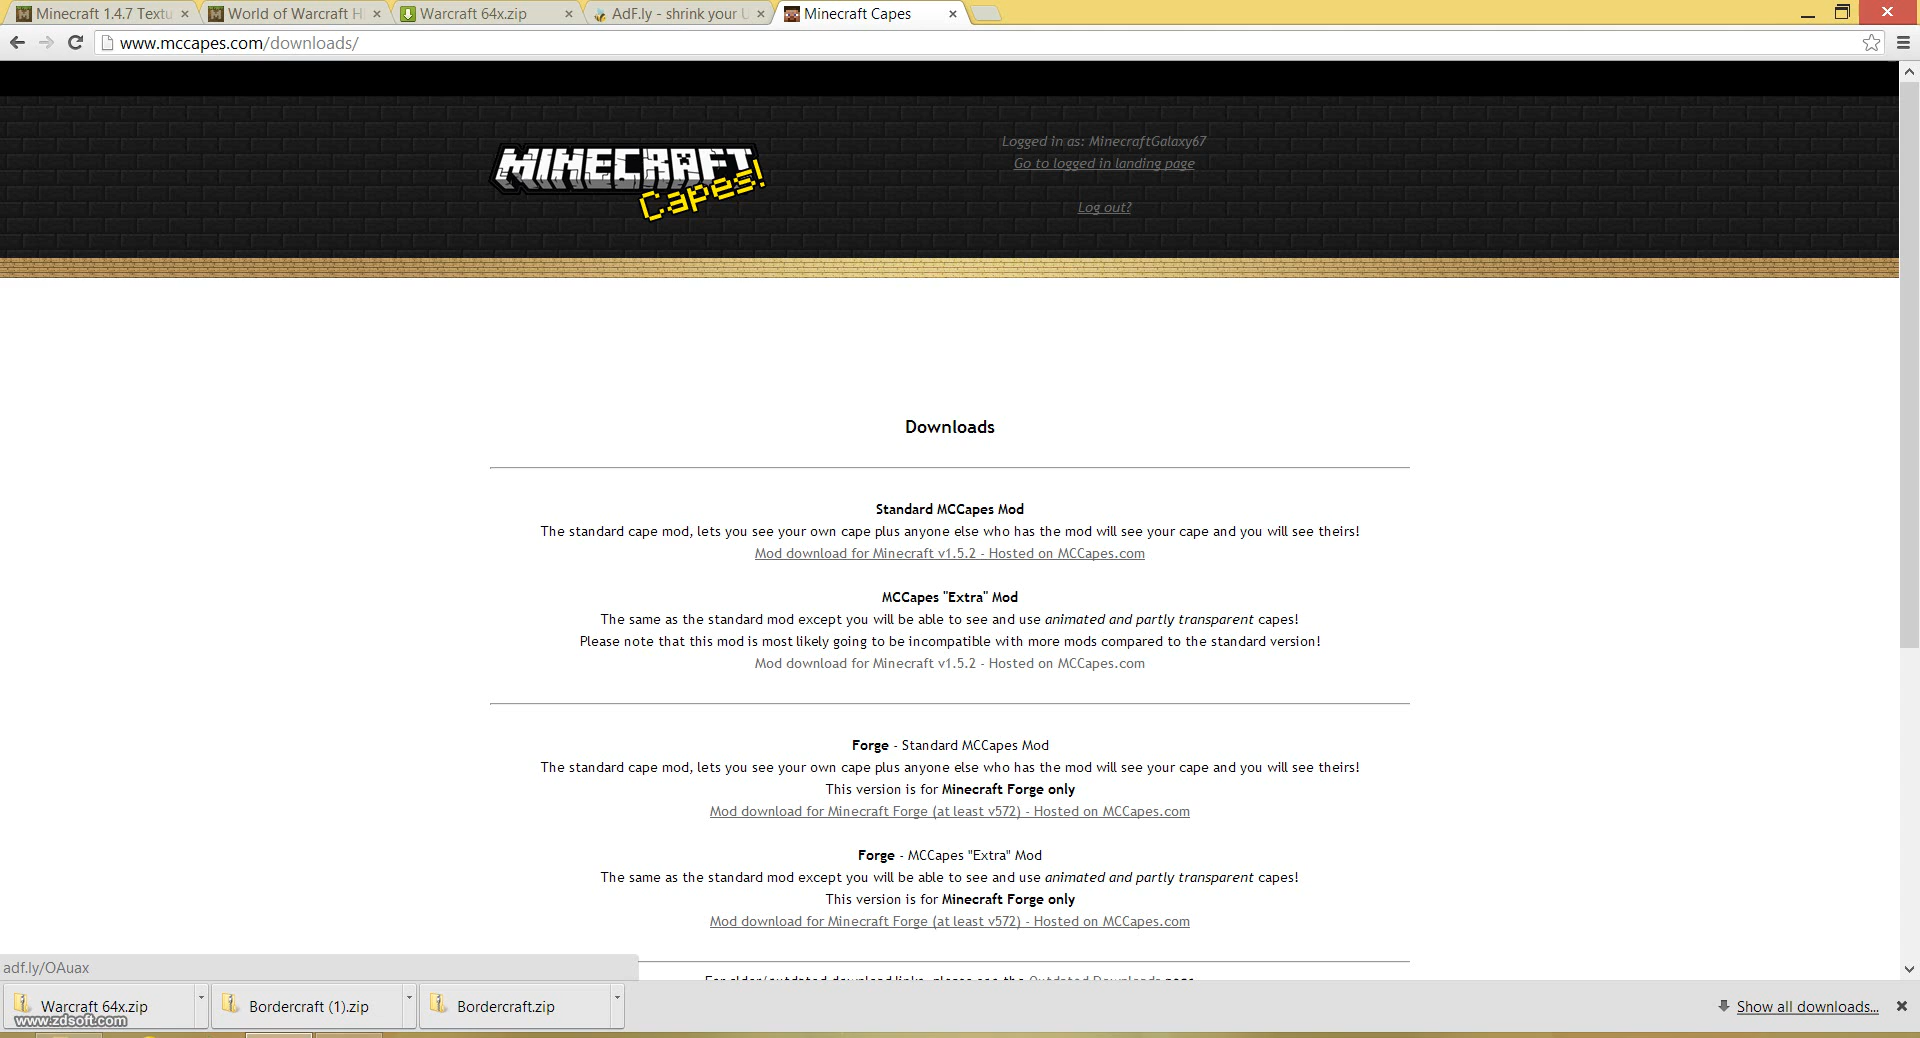 Minecraft 1.4.7 Textu
World of Warcraft H
Warcraft 64x.zip
AdF.ly - shrink your U
Minecraft Capes
www.mccapes.com/downloads/
MINECRAFT
Capes!
Logged in as: MinecraftGalaxy67
Go to logged in landing page
Log out?
Downloads
Standard MCCapes Mod
The standard cape mod, lets you see your own cape plus anyone else who has the mod will see your cape and you will see theirs!
Mod download for Minecraft v1.5.2 - Hosted on MCCapes.com
MCCapes "Extra" Mod
The same as the standard mod except you will be able to see and use animated and partly transparent capes!
Please note that this mod is most likely going to be incompatible with more mods compared to the standard version!
Mod download for Minecraft v1.5.2 - Hosted on MCCapes.com
Forge - Standard MCCapes Mod
The standard cape mod, lets you see your own cape plus anyone else who has the mod will see your cape and you will see theirs!
This version is for Minecraft Forge only
Mod download for Minecraft Forge (at least v572) - Hosted on MCCapes.com
Forge - MCCapes "Extra" Mod
The same as the standard mod except you will be able to see and use animated and partly transparent capes!
This version is for Minecraft Forge only
Mod download for Minecraft Forge (at least v572) - Hosted on MCCapes.com
For older/outdated download links, please see the Outdated Downloads page
adf.ly/OAuax
Warcraft 64x.zip
Bordercraft (1).zip
Bordercraft.zip
Show all downloads...
www.zdsoft.com